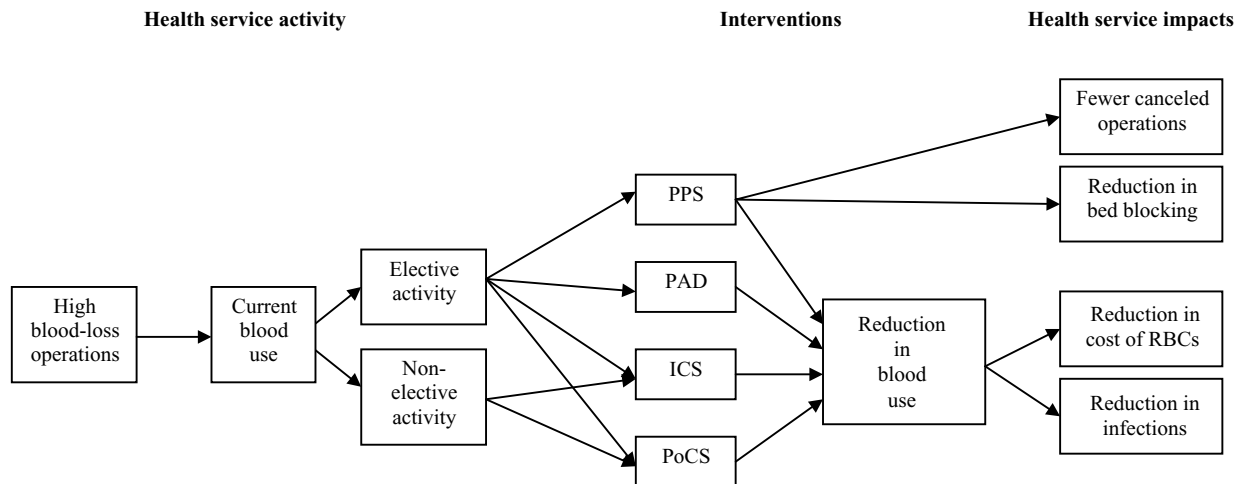 Health service activity
Interventions
Health service impacts
Fewer canceled
operations
PPS
Reduction in
bed blocking
Elective
activity
PAD
High
blood-loss
operations
Current
blood
use
Reduction
in
blood
use
Reduction in
cost of RBCs
Non-
elective
activity
ICS
Reduction in
infections
PoCS